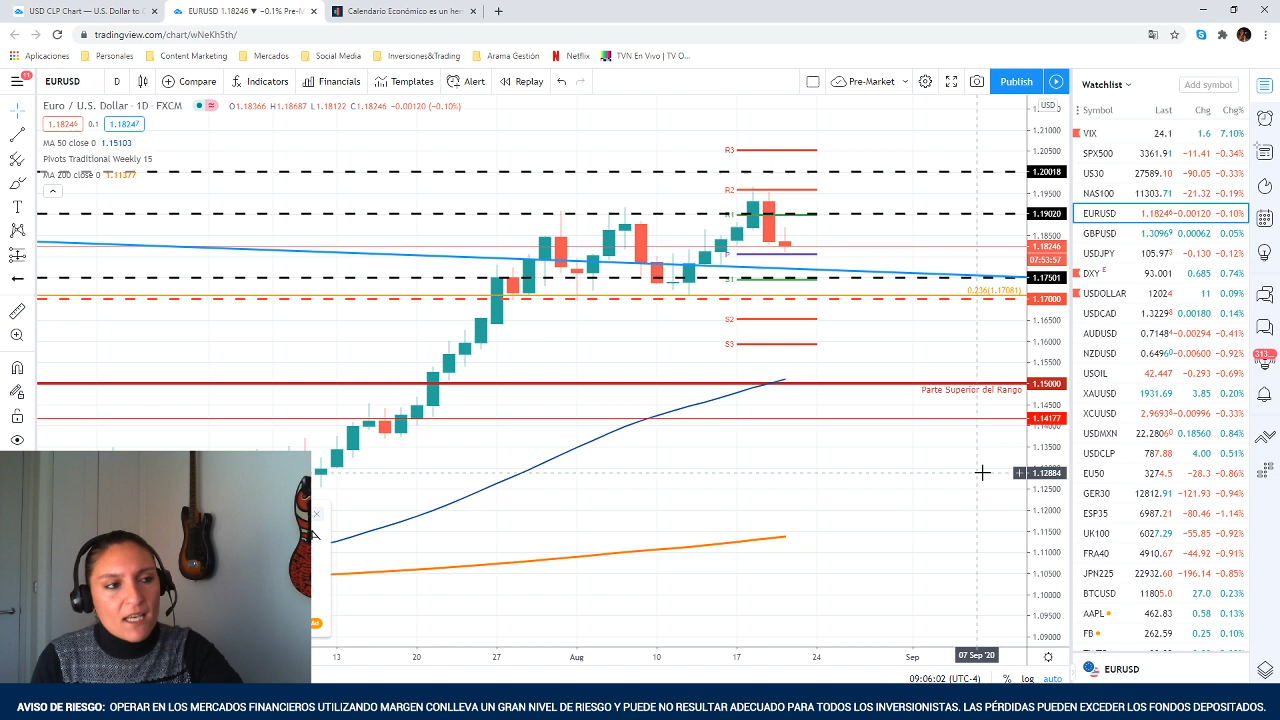 USD CLP Chart — U.S. Dollar to C
EURUSD 1.18246 ▼ −0.1% Pre-M
Calendario Económico es un her
tradingview.com/chart/wNeKh5th/
Aplicaciones
Personales
Content Marketing
Mercados
Social Media
Inversiones&Trading
Arama Gestión
Netflix
TVN En Vivo | TV O...
11
EURUSD
D
Compare
Indicators
Financials
Templates
Alert
Replay
Pre-Market
Publish
Euro / U.S. Dollar · 1D · FXCM
O1.18366 H1.18687 L1.18122 C1.18246 −0.00120 (−0.10%)
1.18246
0.1
1.18247
MA 50 close 0 1.15103
Pivots Traditional Weekly 15
MA 200 close 0 1.11377
R3
R2
R1
P
S1
S2
S3
0.236(1.17081)
Parte Superior del Rango
USD
1.21000
1.20500
1.20018
1.19500
1.19020
1.18500
1.18246
07:53:57
1.17501
1.17000
1.16500
1.16000
1.15500
1.15000
1.14500
1.14177
1.13500
1.12884
1.12500
1.12000
1.11500
1.11000
1.10500
1.10000
1.09500
1.09000
13
20
27
Aug
10
17
24
Sep
07 Sep '20
09:06:02 (UTC-4)
%
log
auto
Ad
Watchlist
Add symbol
Symbol Last Chg Chg%
VIX 24.1 1.6 7.10%
SPX500 3361.91 −11.41 −0.34%
US30 27589.10 −90.05 −0.33%
NAS100 11303.71 −21.32 −0.19%
EURUSD 1.18246 −0.00120 −0.10%
GBPUSD 1.30969 0.00062 0.05%
USDJPY 105.971 −0.130 −0.12%
DXY E 93.001 0.685 0.74%
USDOLLAR 12024 11 0.09%
USDCAD 1.3228 0.00180 0.14%
AUDUSD 0.7148 −0.00294 −0.41%
NZDUSD 0.6496 −0.00600 −0.92%
USOIL 42.447 −0.293 −0.69%
XAUUSD 1931.69 3.85 0.20%
XCUUSD 2.9693 −0.00996 −0.33%
USDMXN 22.2806 0.18560 0.84%
USDCLP 787.88 4.00 0.51%
EU50 3274.5 −28.3 −0.86%
GER30 12812.91 −121.93 −0.94%
ESP35 6987.21 −80.46 −1.14%
UK100 6027.29 −55.85 −0.92%
FRA40 4910.67 −44.92 −0.91%
JPN225 22932.60 −196.14 −0.85%
BTCUSD 11805.0 27.0 0.23%
AAPL 462.83 0.58 0.13%
FB 262.59 0.25 0.10%
EURUSD
313
AVISO DE RIESGO: OPERAR EN LOS MERCADOS FINANCIEROS UTILIZANDO MARGEN CONLLEVA UN GRAN NIVEL DE RIESGO Y PUEDE NO RESULTAR ADECUADO PARA TODOS LOS INVERSIONISTAS. LAS PÉRDIDAS PUEDEN EXCEDER LOS FONDOS DEPOSITADOS.